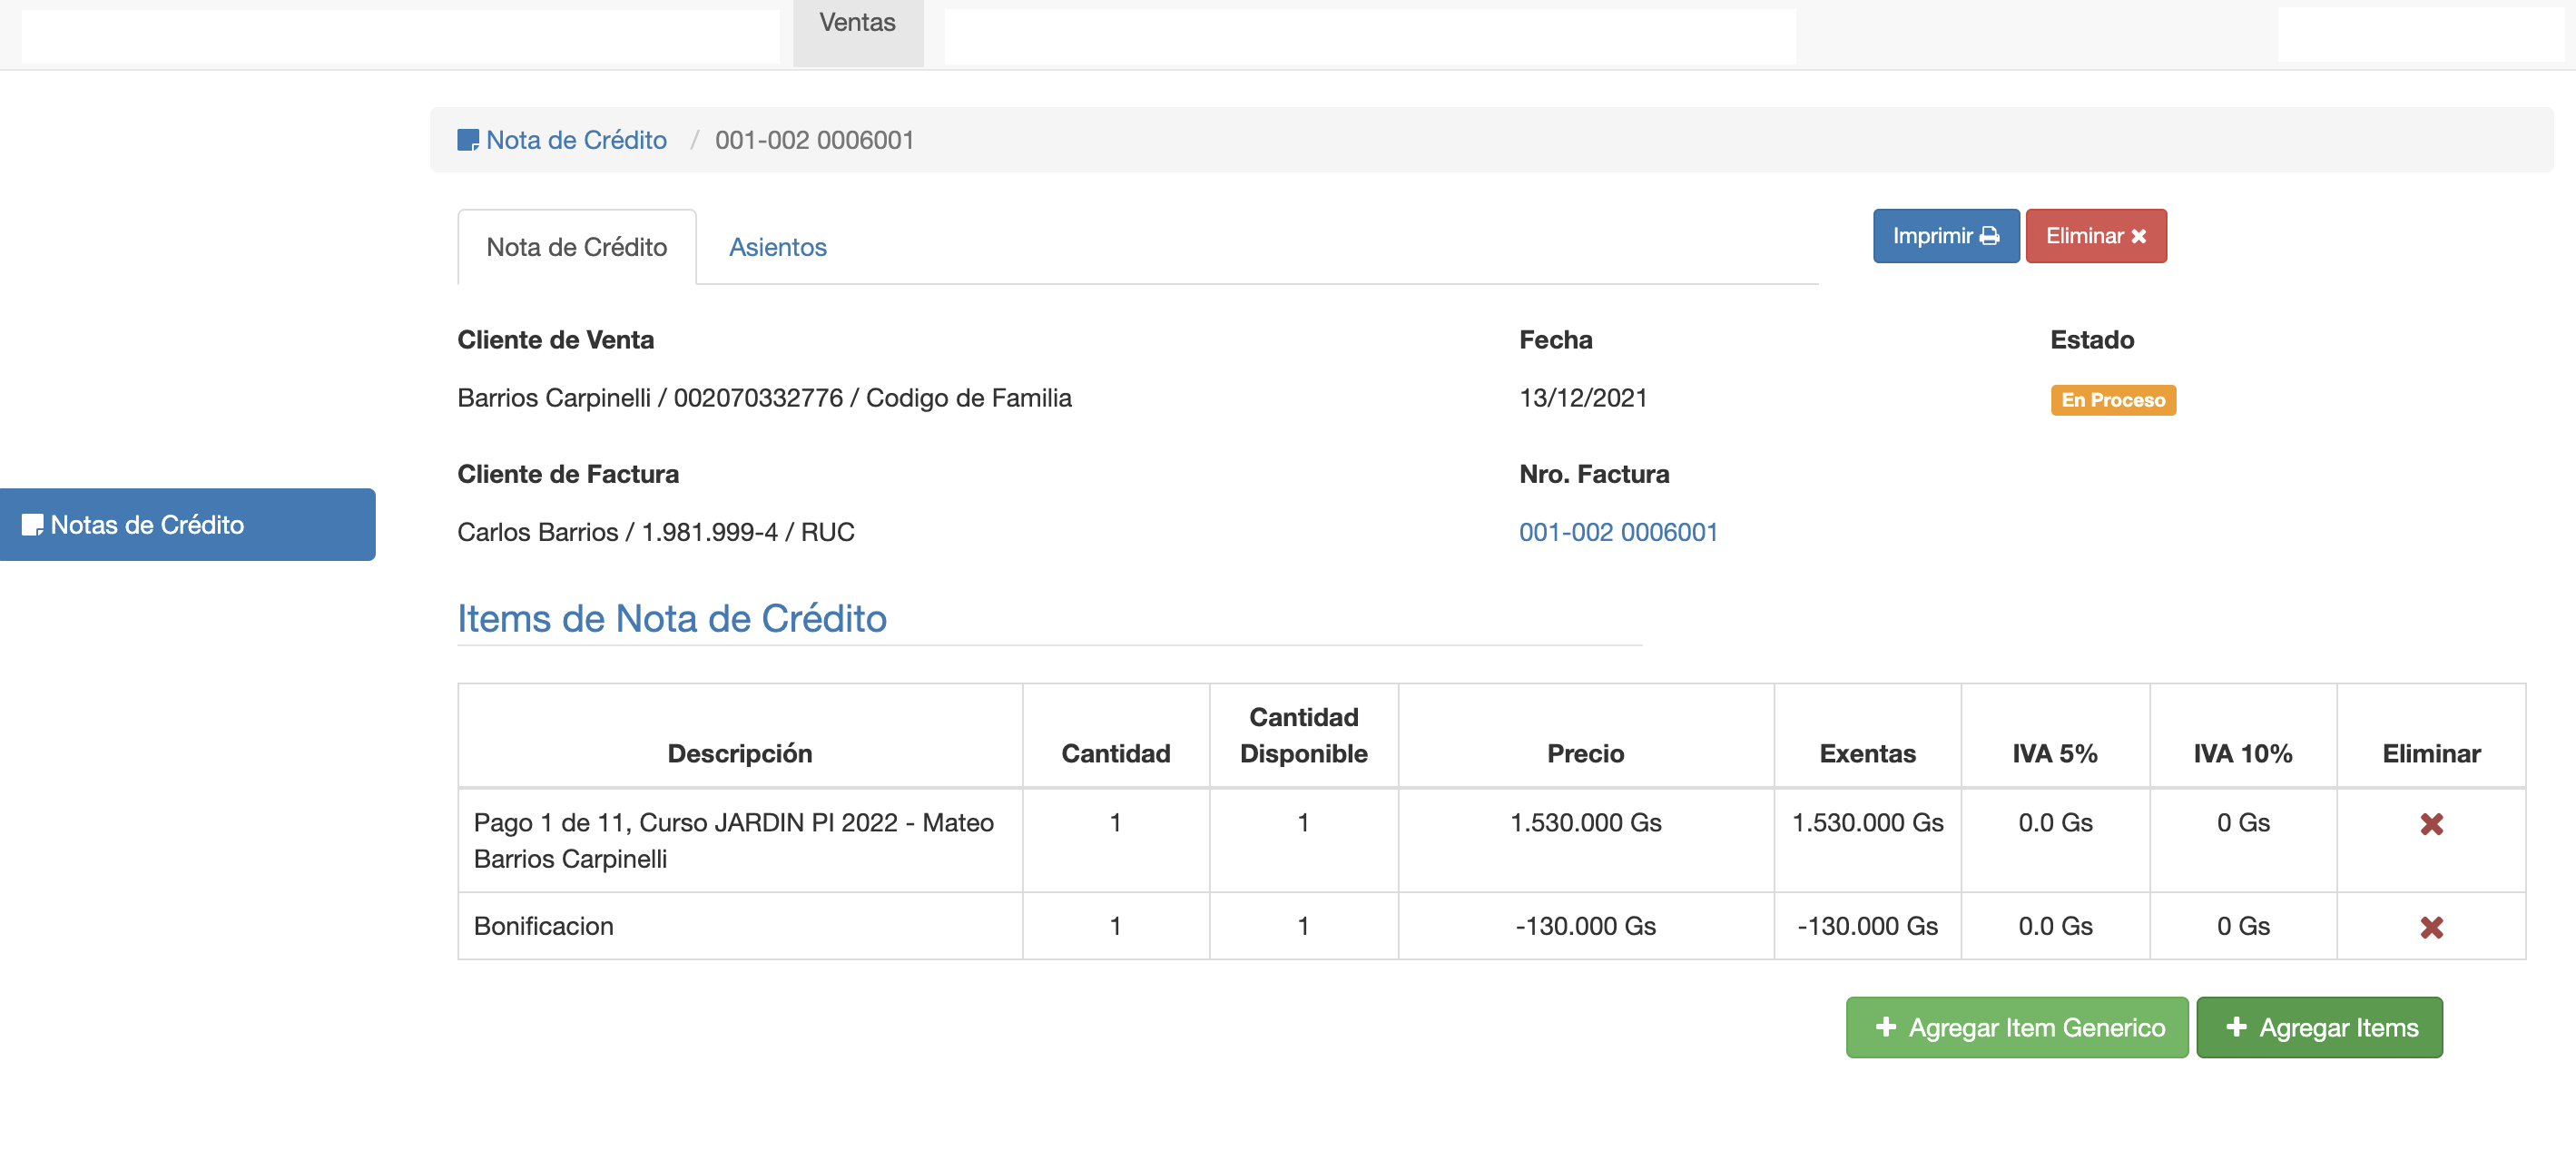 Ventas
Nota de Crédito / 001-002 0006001
Nota de Crédito
Asientos
Imprimir
Eliminar
Cliente de Venta
Fecha
Estado
Barrios Carpinelli / 002070332776 / Codigo de Familia
13/12/2021
En Proceso
Cliente de Factura
Nro. Factura
Notas de Crédito
Carlos Barrios / 1.981.999-4 / RUC
001-002 0006001
Items de Nota de Crédito
Descripción
Cantidad
Cantidad
Disponible
Precio
Exentas
IVA 5%
IVA 10%
Eliminar
Pago 1 de 11, Curso JARDIN PI 2022 - Mateo
Barrios Carpinelli
1
1
1.530.000 Gs
1.530.000 Gs
0.0 Gs
0 Gs
Bonificacion
1
1
-130.000 Gs
-130.000 Gs
0.0 Gs
0 Gs
+ Agregar Item Generico
+ Agregar Items